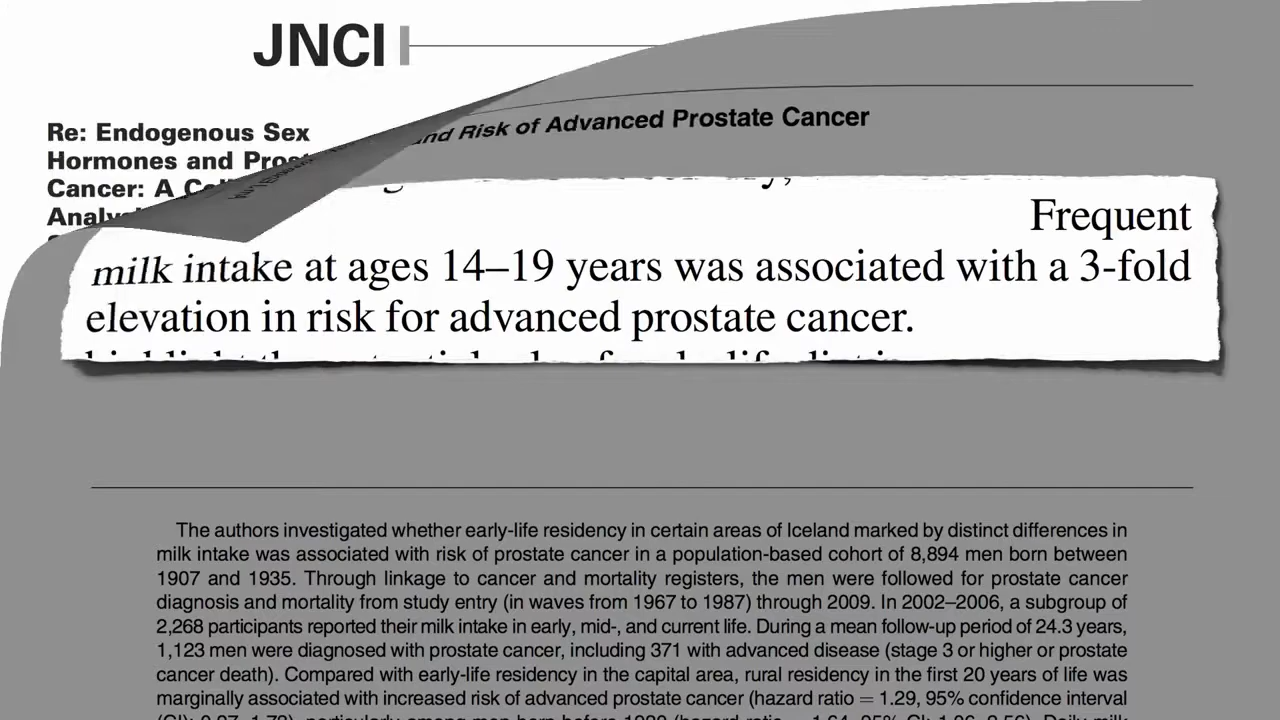 JNCI
Re: Endogenous Sex
Hormones and
Cancer: A
and Risk of Advanced Prostate Cancer
Frequent
milk intake at ages 14–19 years was associated with a 3-fold
elevation in risk for advanced prostate cancer.
The authors investigated whether early-life residency in certain areas of Iceland marked by distinct differences in
milk intake was associated with risk of prostate cancer in a population-based cohort of 8,894 men born between
1907 and 1935. Through linkage to cancer and mortality registers, the men were followed for prostate cancer
diagnosis and mortality from study entry (in waves from 1967 to 1987) through 2009. In 2002–2006, a subgroup of
2,268 participants reported their milk intake in early, mid-, and current life. During a mean follow-up period of 24.3 years,
1,123 men were diagnosed with prostate cancer, including 371 with advanced disease (stage 3 or higher or prostate
cancer death). Compared with early-life residency in the capital area, rural residency in the first 20 years of life was
marginally associated with increased risk of advanced prostate cancer (hazard ratio = 1.29, 95% confidence interval